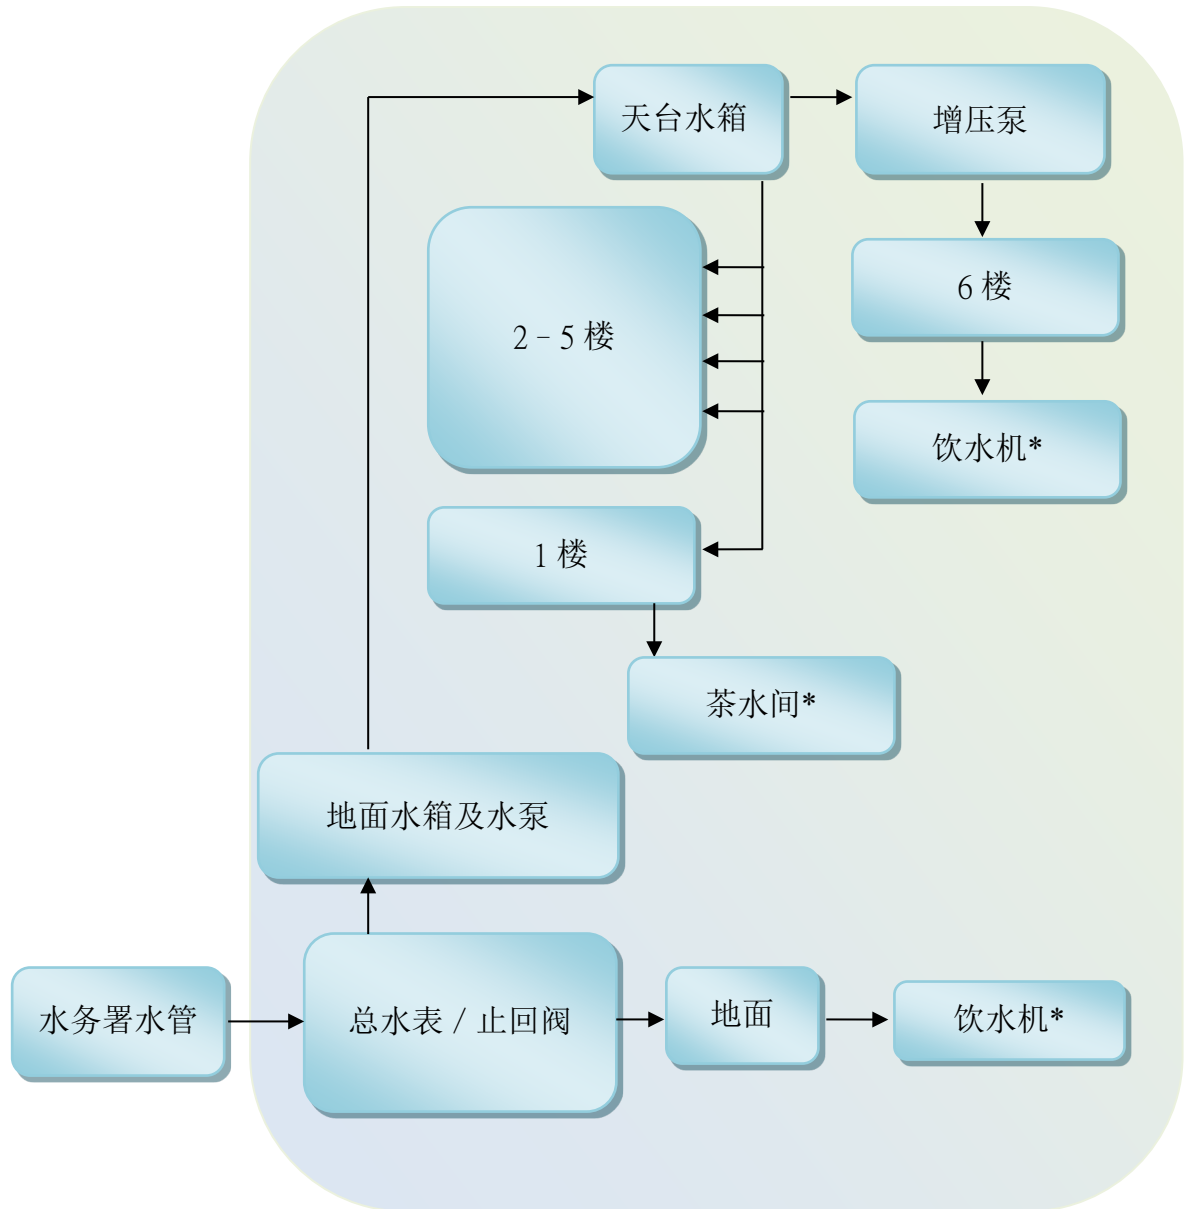 天台水箱
增压泵
2 - 5 楼
6 楼
饮水机*
1 楼
茶水间*
地面水箱及水泵
水务署水管
总水表 / 止回阀
地面
饮水机*